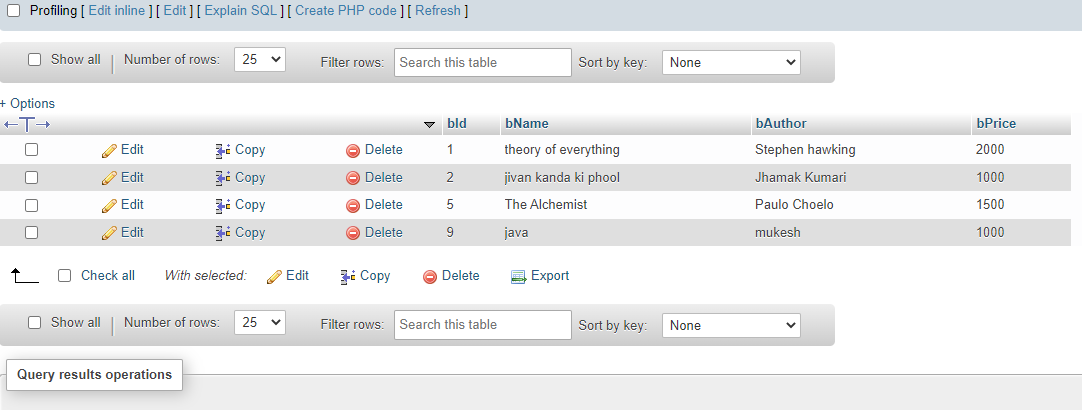 Profiling [ Edit inline ] [ Edit ] [ Explain SQL ] [ Create PHP code ] [ Refresh ]
Show all Number of rows: 25 Filter rows: Search this table Sort by key: None
+ Options
bId bName bAuthor bPrice
Edit Copy Delete 1 theory of everything Stephen hawking 2000
Edit Copy Delete 2 jivan kanda ki phool Jhamak Kumari 1000
Edit Copy Delete 5 The Alchemist Paulo Choelo 1500
Edit Copy Delete 9 java mukesh 1000
Check all With selected: Edit Copy Delete Export
Show all Number of rows: 25 Filter rows: Search this table Sort by key: None
Query results operations